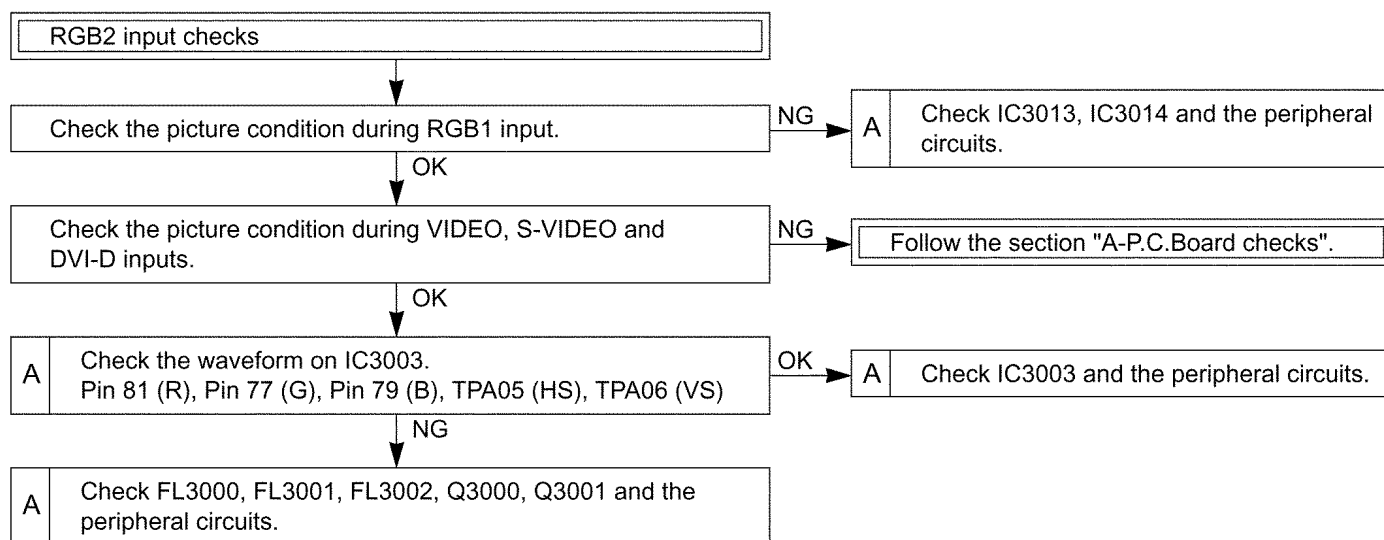 RGB2 input checks
Check the picture condition during RGB1 input.
NG
A
Check IC3013, IC3014 and the peripheral
circuits.
OK
Check the picture condition during VIDEO, S-VIDEO and
DVI-D inputs.
NG
Follow the section "A-P.C.Board checks".
OK
A
Check the waveform on IC3003.
Pin 81 (R), Pin 77 (G), Pin 79 (B), TPA05 (HS), TPA06 (VS)
OK
A
Check IC3003 and the peripheral circuits.
NG
A
Check FL3000, FL3001, FL3002, Q3000, Q3001 and the
peripheral circuits.